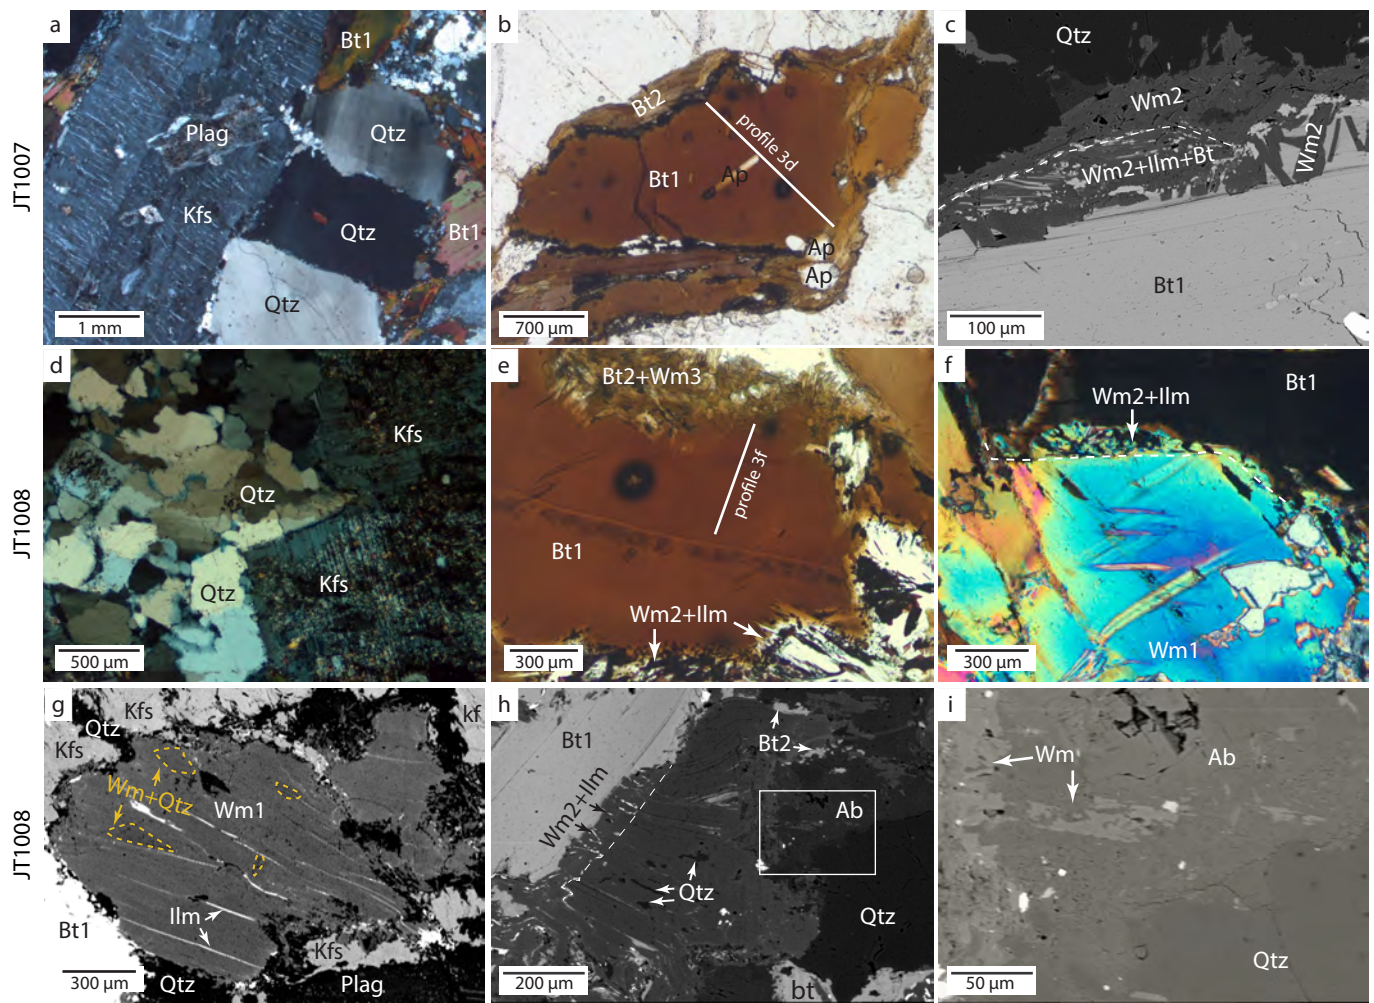 JT1007
a
Bt1
Plag
Qtz
Kfs
Qtz
Bt1
Qtz
1 mm
b
Bt2
profile 3d
Bt1
Ap
Ap
Ap
700 µm
c
Qtz
Wm2
Wm2+Ilm+Bt
Wm2
Bt1
100 µm
JT1008
d
Kfs
Qtz
Kfs
Qtz
500 µm
e
Bt2+Wm3
profile 3f
Bt1
Wm2+Ilm
300 µm
f
Bt1
Wm2+Ilm
Wm1
300 µm
JT1008
g
Kfs
Qtz
Kfs
kf
Wm+Qtz
Wm1
Ilm
Bt1
Kfs
Qtz
Plag
300 µm
h
Bt1
Bt2
Wm2+Ilm
Ab
Qtz
Qtz
bt
200 µm
i
Wm
Ab
Qtz
50 µm